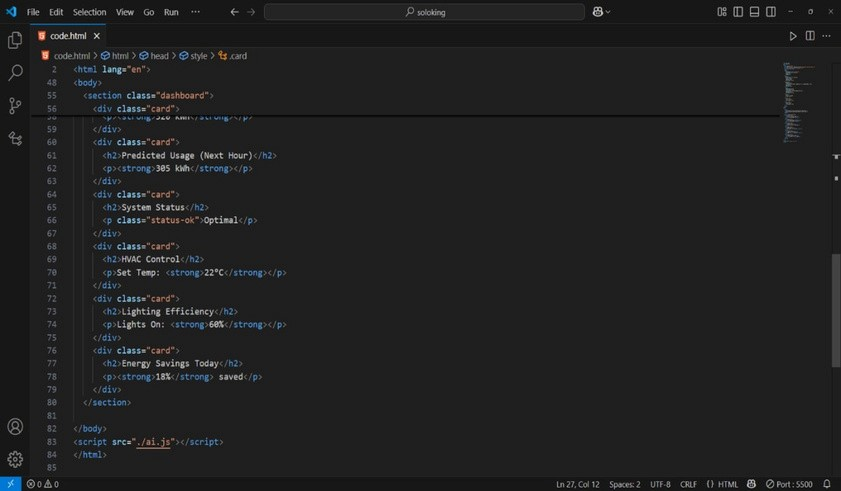 File Edit Selection View Go Run ··· ← → soloking
code.html ×
code.html > html > head > style > .card
2 <html lang="en">
48 <body>
55 <section class="dashboard">
56 <div class="card">
58 <p><strong>320 kWh</strong></p>
59 </div>
60 <div class="card">
61 <h2>Predicted Usage (Next Hour)</h2>
62 <p><strong>305 kWh</strong></p>
63 </div>
64 <div class="card">
65 <h2>System Status</h2>
66 <p class="status-ok">Optimal</p>
67 </div>
68 <div class="card">
69 <h2>HVAC Control</h2>
70 <p>Set Temp: <strong>22°C</strong></p>
71 </div>
72 <div class="card">
73 <h2>Lighting Efficiency</h2>
74 <p>Lights On: <strong>60%</strong></p>
75 </div>
76 <div class="card">
77 <h2>Energy Savings Today</h2>
78 <p><strong>18%</strong> saved</p>
79 </div>
80 </section>
81
82 </body>
83 <script src="./ai.js"></script>
84 </html>
85
0 0 Ln 27, Col 12 Spaces: 2 UTF-8 CRLF {} HTML Port : 5500